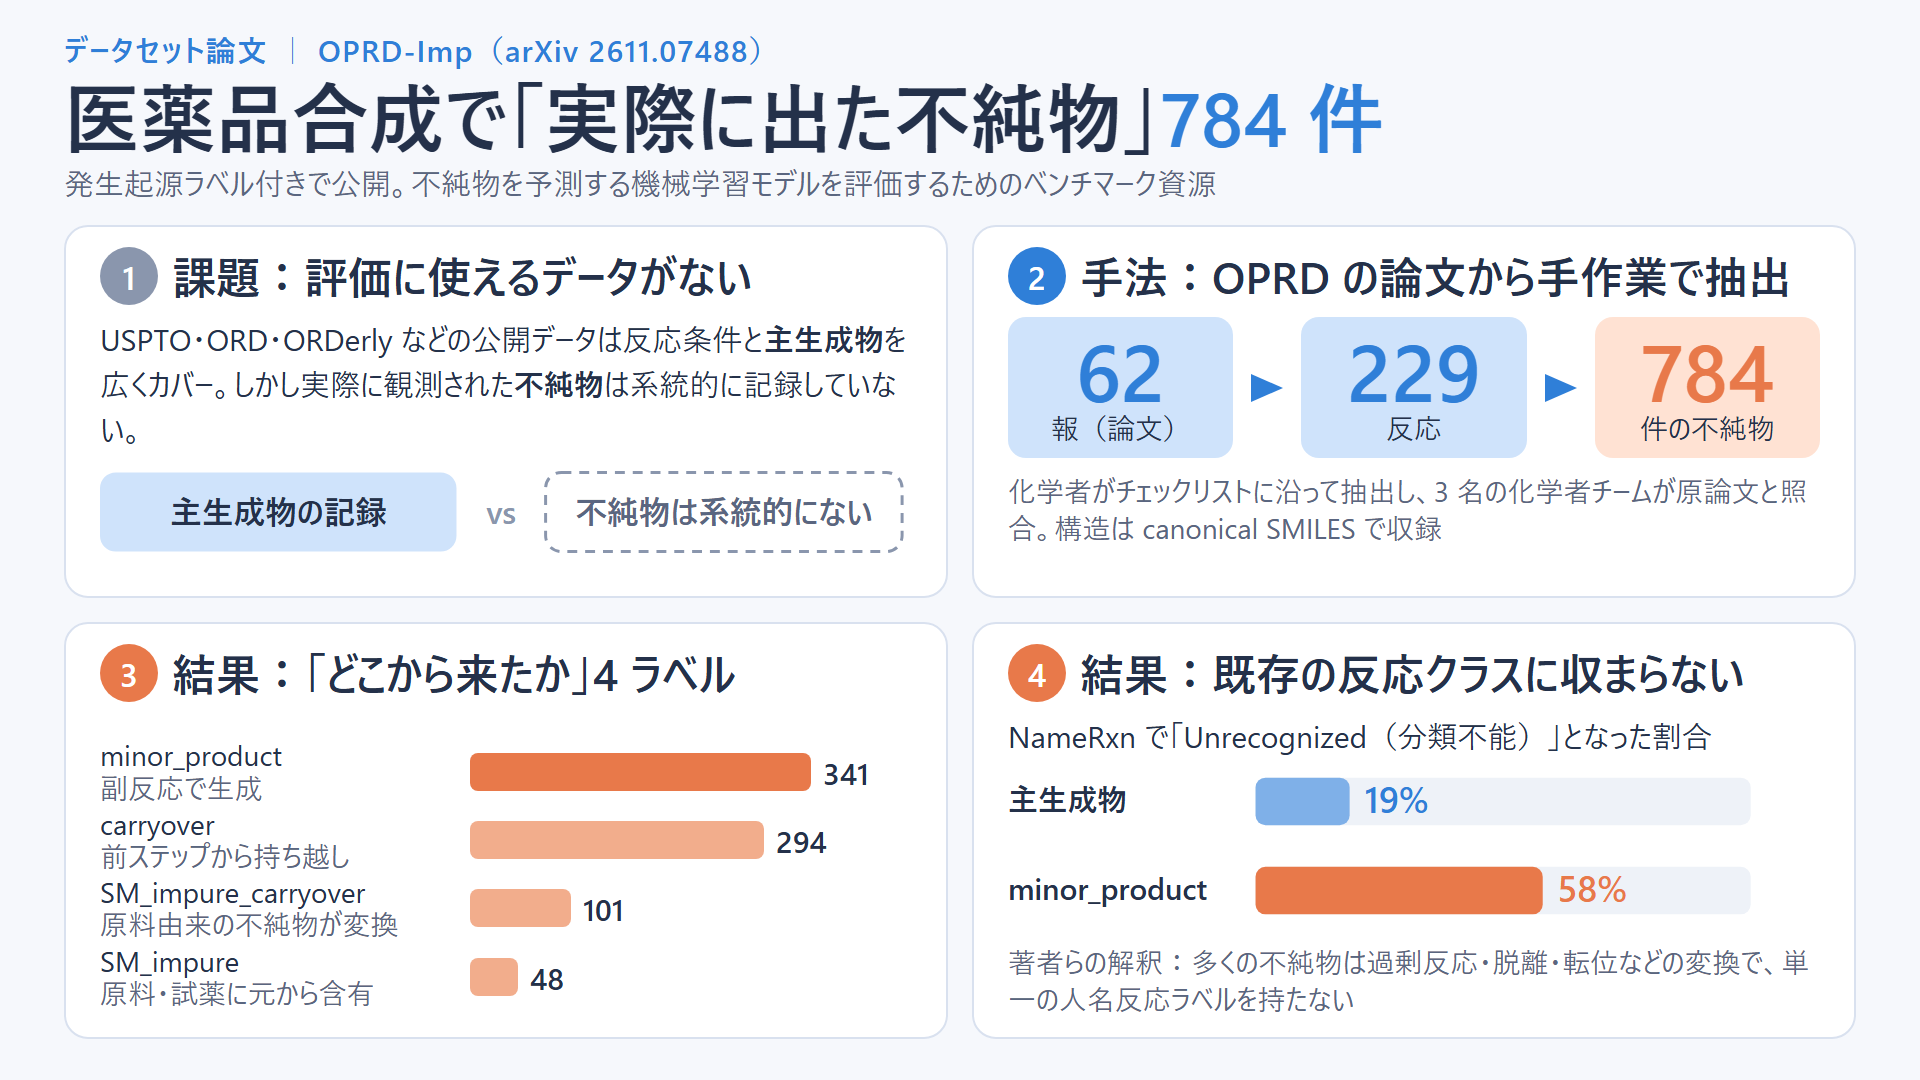 データセット論文 ｜ OPRD-Imp（arXiv 2611.07488）
医薬品合成で「実際に出た不純物」784 件
発生起源ラベル付きで公開。不純物を予測する機械学習モデルを評価するためのベンチマーク資源
1 課題：評価に使えるデータがない
USPTO・ORD・ORDerly などの公開データは反応条件と主生成物を
広くカバー。しかし実際に観測された不純物は系統的に記録していな
い。
主生成物の記録 vs 不純物は系統的にない
2 手法：OPRD の論文から手作業で抽出
62 229 784
報（論文） 反応 件の不純物
化学者がチェックリストに沿って抽出し、3 名の化学者チームが原論文と照
合。構造は canonical SMILES で収録
3 結果：「どこから来たか」4 ラベル
minor_product
副反応で生成
341
carryover
前ステップから持ち越し
294
SM_impure_carryover
原料由来の不純物が変換
101
SM_impure
原料・試薬に元から含有
48
4 結果：既存の反応クラスに収まらない
NameRxn で「Unrecognized（分類不能）」となった割合
主生成物 19%
minor_product 58%
著者らの解釈：多くの不純物は過剰反応・脱離・転位などの変換で、単
一の人名反応ラベルを持たない